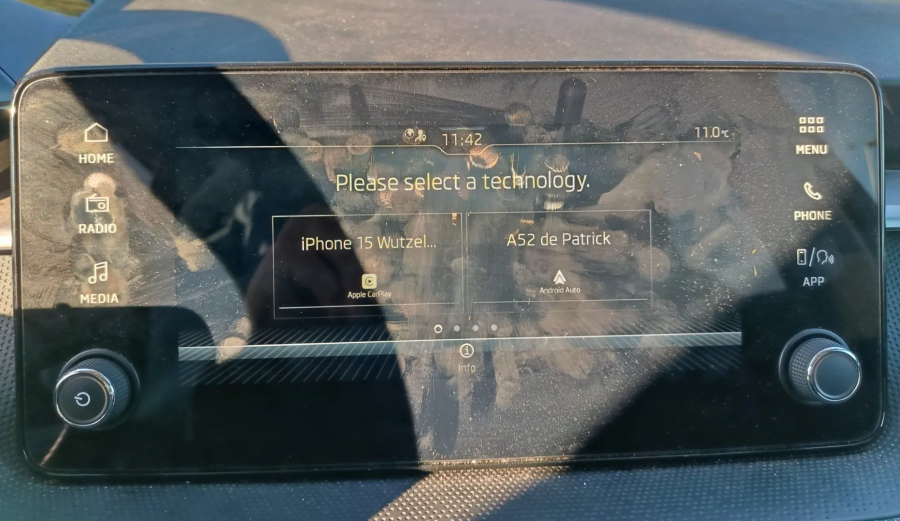 11:42
11.0°C
HOME
RADIO
MEDIA
Please select a technology.
iPhone 15 Wutzel...
Apple CarPlay
A52 de Patrick
Android Auto
Info
MENU
PHONE
APP